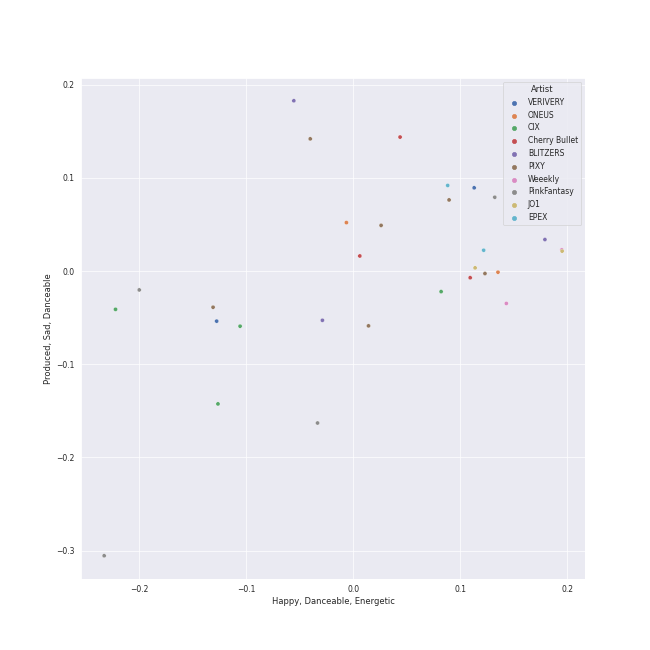 Artist
VERIVERY
ONEUS
CIX
Cherry Bullet
BLITZERS
PIXY
Weeekly
PinkFantasy
JO1
EPEX
0.2
0.1
0.0
−0.1
−0.2
−0.3
Produced, Sad, Danceable
−0.2 −0.1 0.0 0.1 0.2
Happy, Danceable, Energetic